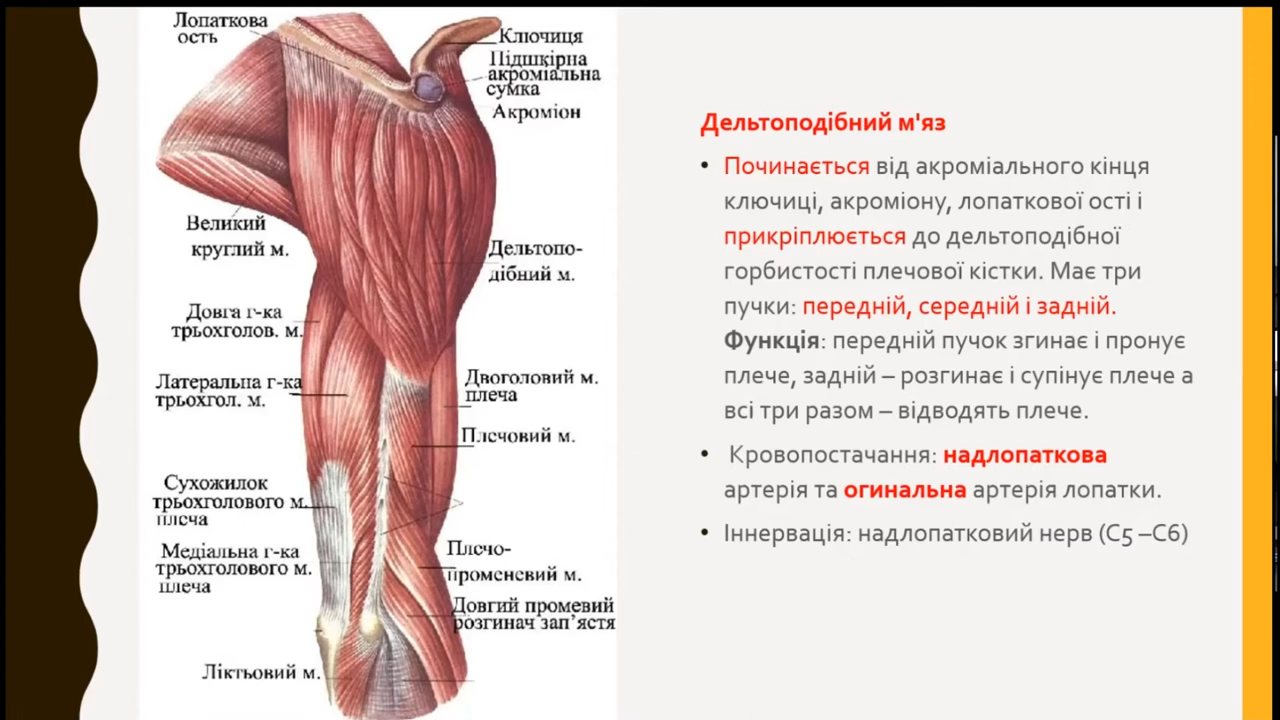 Лопаткова
ость
Ключиця
Підшкірна
акроміальна
сумка
Акроміон
Великий
круглий м.
Дельтопо-
дібний м.
Довга г-ка
трьохголов. м.
Латеральна г-ка
трьохгол. м.
Двоголовий м.
плеча
Плечовий м.
Сухожилок
трьохголового м.
плеча
Медіальна г-ка
трьохголового м.
плеча
Плечо-
променевий м.
Довгий промевий
розгинач зап’ястя
Ліктьовий м.
Дельтоподібний м'яз
• Починається від акроміального кінця
ключиці, акроміону, лопаткової ості і
прикріплюється до дельтоподібної
горбистості плечової кістки. Має три
пучки: передній, середній і задній.
Функція: передній пучок згинає і пронує
плече, задній – розгинає і супінує плече а
всі три разом – відводять плече.
• Кровопостачання: надлопаткова
артерія та огинальна артерія лопатки.
• Іннервація: надлопатковий нерв (С5 –С6)